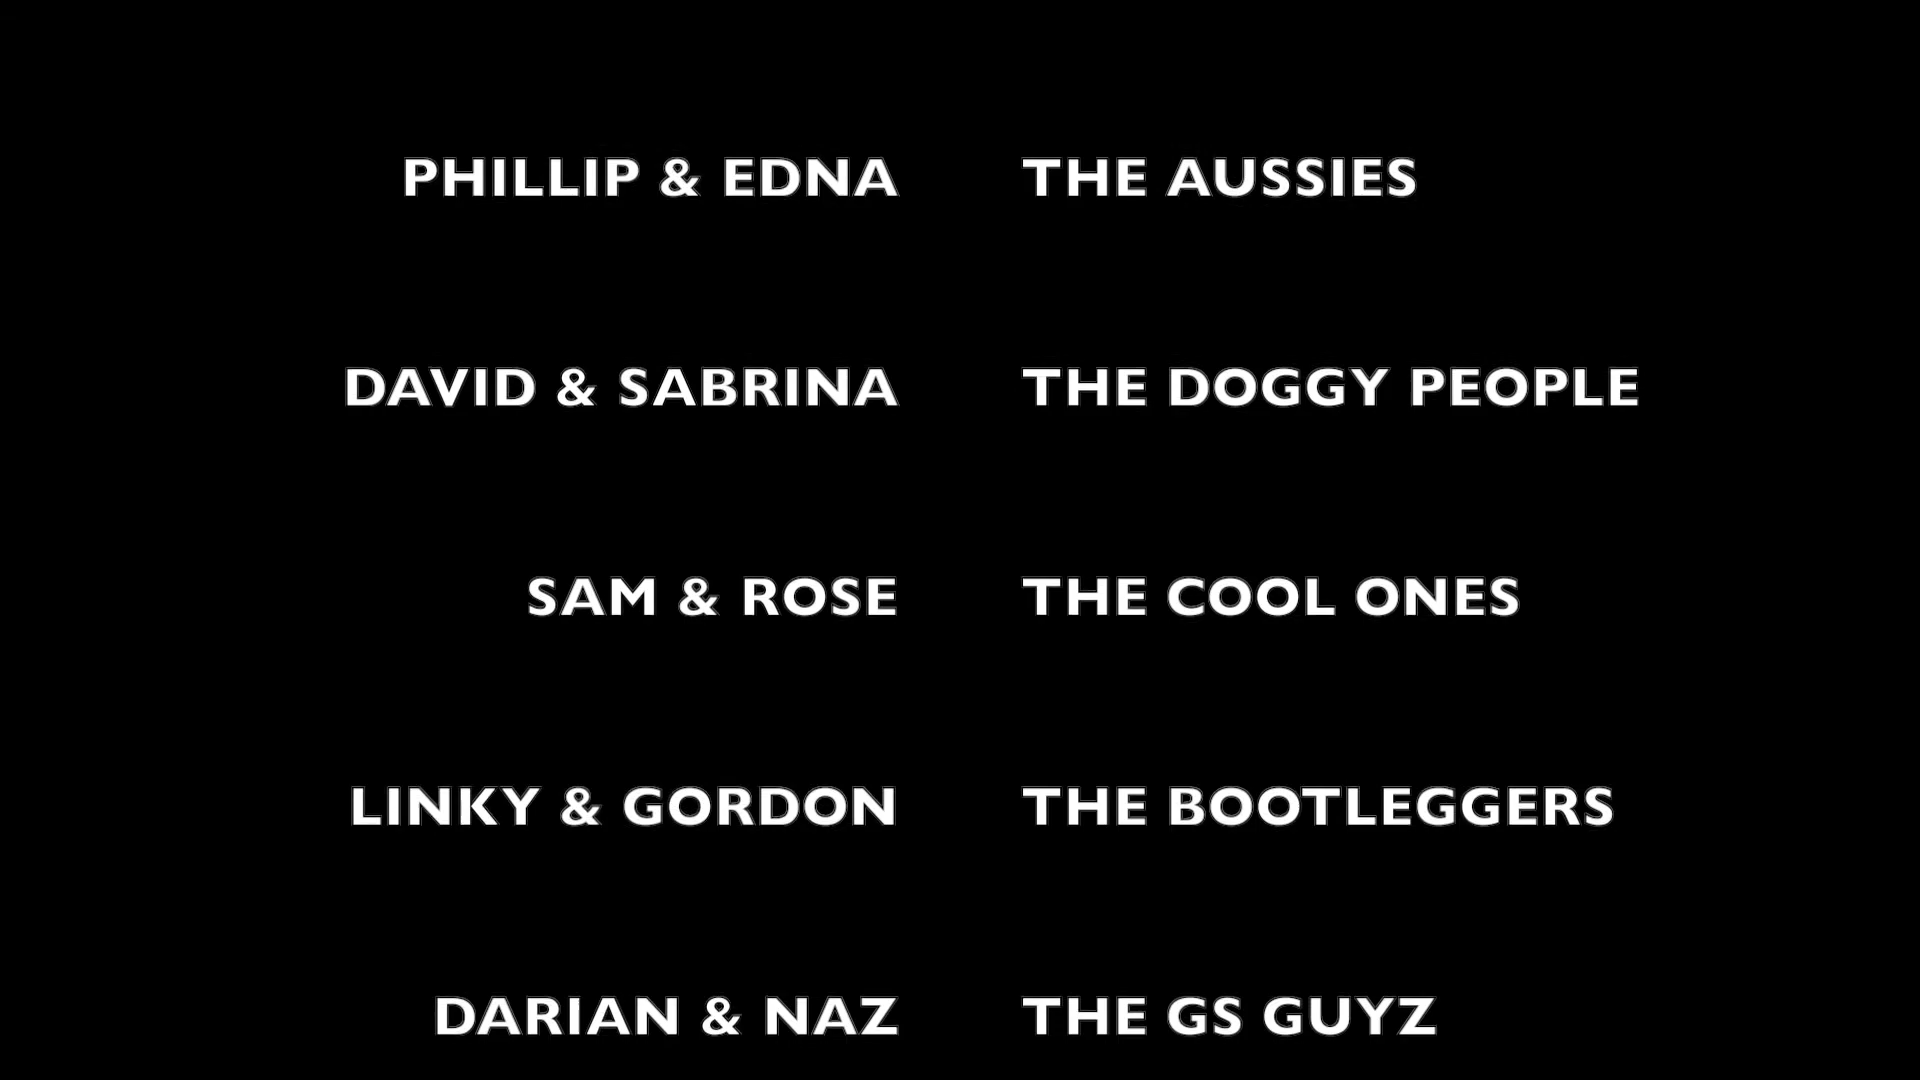 PHILLIP & EDNA THE AUSSIES
DAVID & SABRINA THE DOGGY PEOPLE
SAM & ROSE THE COOL ONES
LINKY & GORDON THE BOOTLEGGERS
DARIAN & NAZ THE GS GUYZ